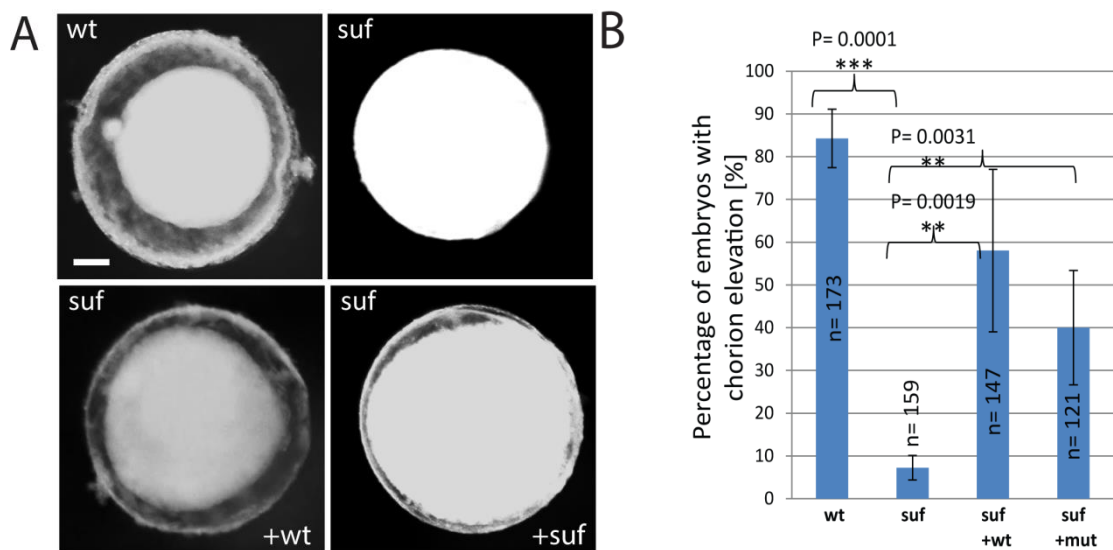 A
wt
suf
suf
+wt
suf
+suf
B
P= 0.0001
***
P= 0.0031
**
P= 0.0019
**
Percentage of embryos with
chorion elevation [%]
100
90
80
70
60
50
40
30
20
10
0
n= 173
n= 159
n= 147
n= 121
wt
suf
suf
+wt
suf
+mut